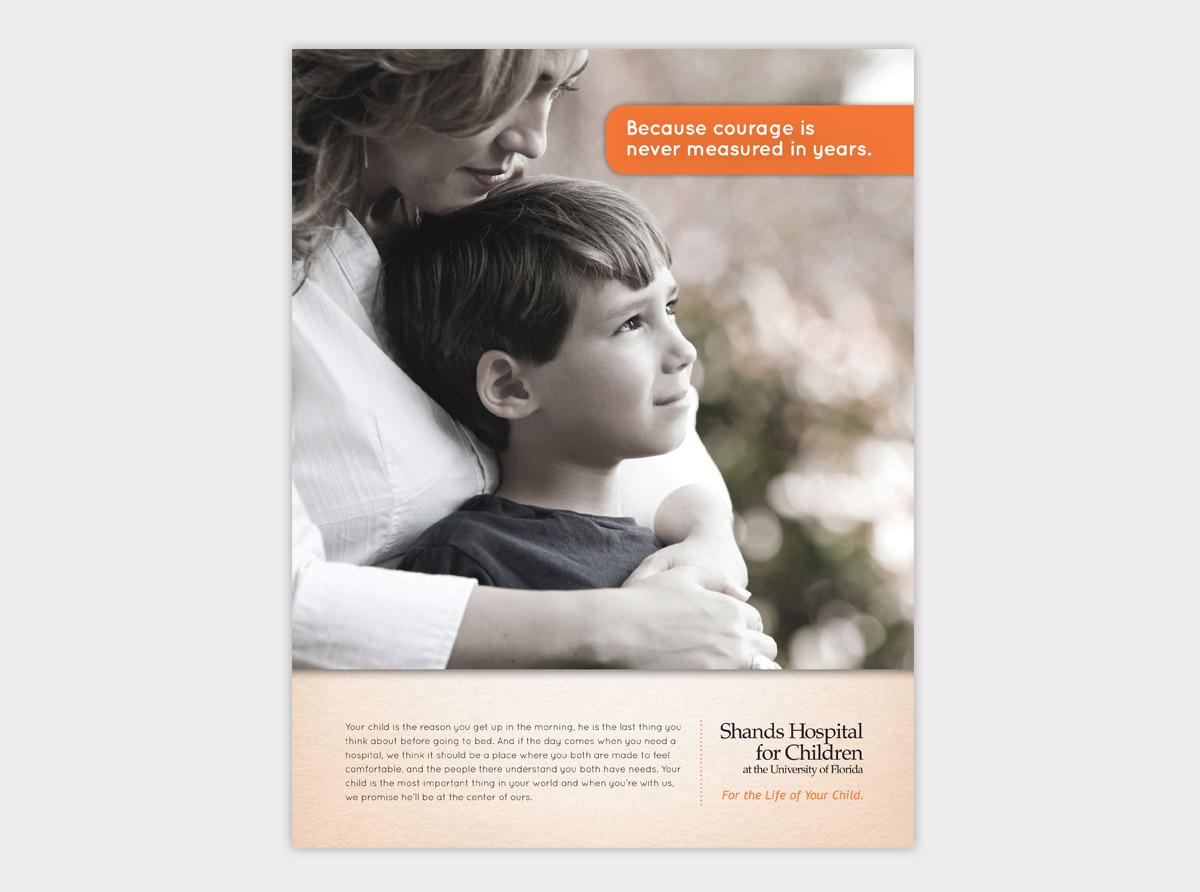 Because courage is
never measured in years.
Your child is the reason you get up in the morning, he is the last thing you
think about before going to bed. And if the day comes when you need a
hospital, we think it should be a place where you both are made to feel
comfortable, and the people there understand you both have needs. Your
child is the most important thing in your world and when you're with us,
we promise he'll be at the center of ours.
Shands Hospital
for Children
at the University of Florida
For the Life of Your Child.